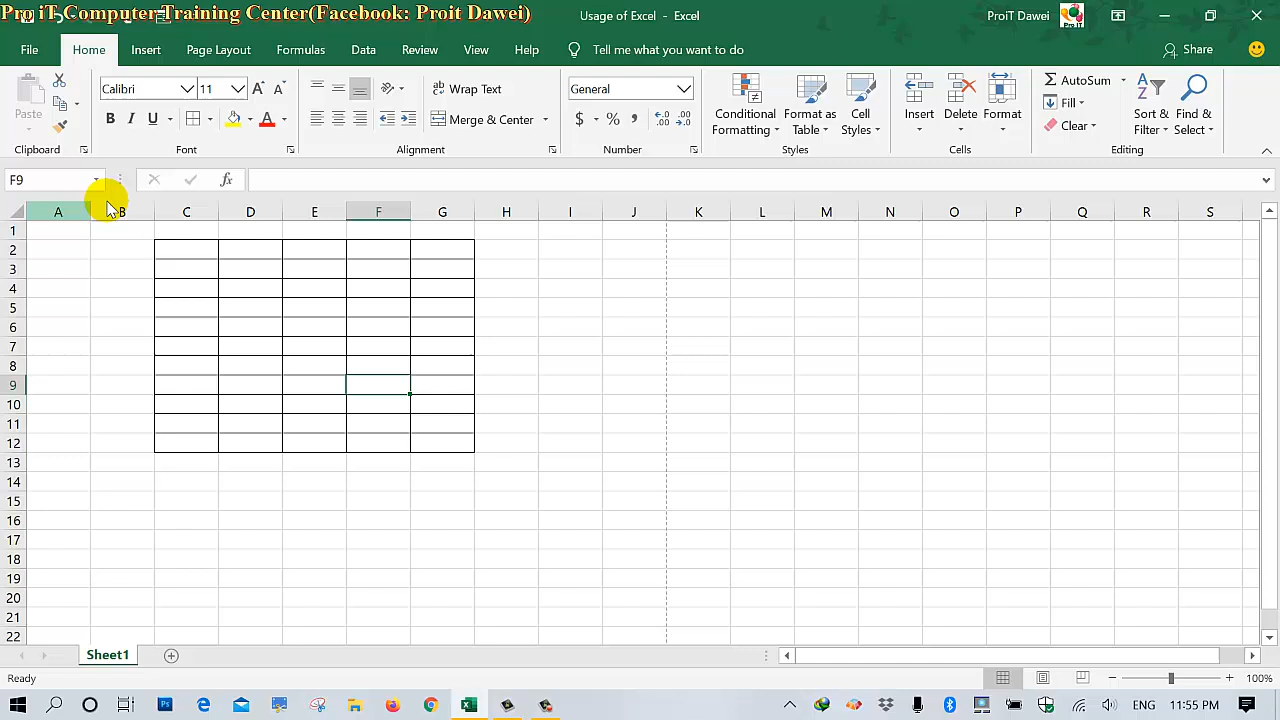 Pro iT Computer Training Center(Facebook: Proit Dawei)
Usage of Excel - Excel
ProiT Dawei
Pro IT
File Home Insert Page Layout Formulas Data Review View Help Tell me what you want to do Share
Paste
Calibri 11
B I U
A A A
ab Wrap Text
Merge & Center
General
$ % ,
Conditional Formatting
Format as Table
Cell Styles
Insert
Delete
Format
AutoSum
Fill
Clear
Sort & Filter
Find & Select
Clipboard Font Alignment Number Styles Cells Editing
F9 fx
A B C D E F G H I J K L M N O P Q R S
1
2
3
4
5
6
7
8
9
10
11
12
13
14
15
16
17
18
19
20
21
22
Sheet1
Ready 100%
ENG 11:55 PM